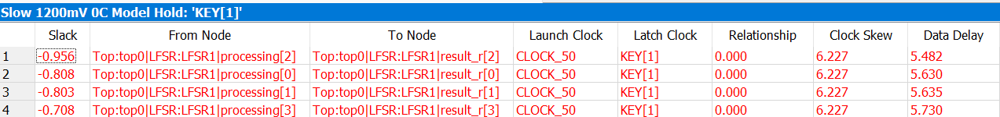 Slow 1200mV 0C Model Hold: 'KEY[1]'
Slack From Node To Node Launch Clock Latch Clock Relationship Clock Skew Data Delay
1 -0.956 Top:top0|LFSR:LFSR1|processing[2] Top:top0|LFSR:LFSR1|result_r[2] CLOCK_50 KEY[1] 0.000 6.227 5.482
2 -0.808 Top:top0|LFSR:LFSR1|processing[0] Top:top0|LFSR:LFSR1|result_r[0] CLOCK_50 KEY[1] 0.000 6.227 5.630
3 -0.803 Top:top0|LFSR:LFSR1|processing[1] Top:top0|LFSR:LFSR1|result_r[1] CLOCK_50 KEY[1] 0.000 6.227 5.635
4 -0.708 Top:top0|LFSR:LFSR1|processing[3] Top:top0|LFSR:LFSR1|result_r[3] CLOCK_50 KEY[1] 0.000 6.227 5.730